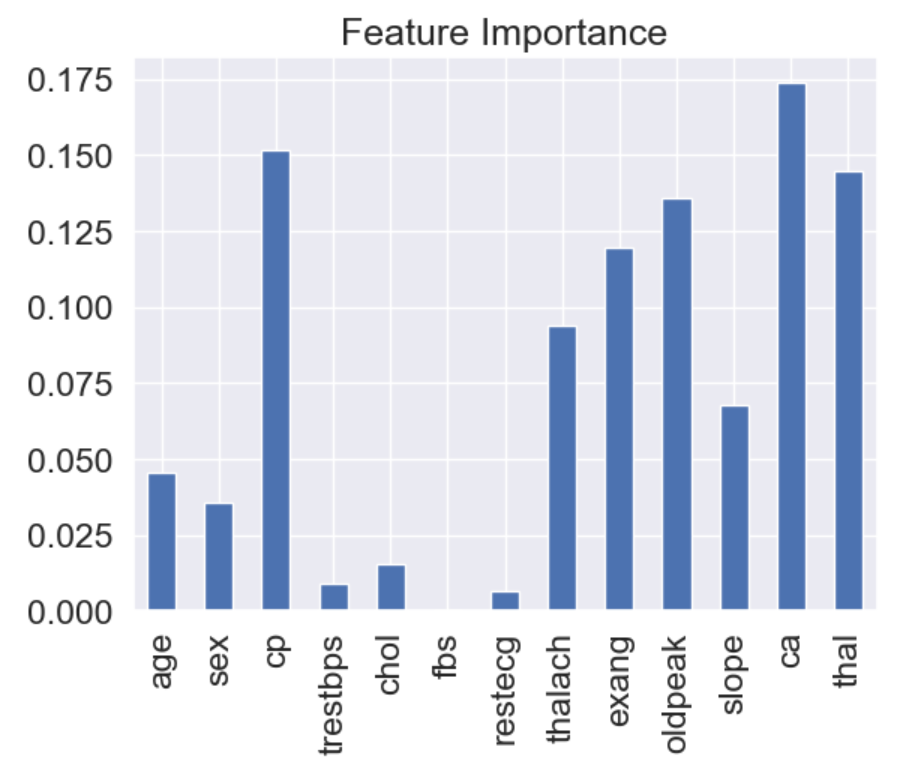 Feature Importance
0.175
0.150
0.125
0.100
0.075
0.050
0.025
0.000
age
sex
cp
trestbps
chol
fbs
restecg
thalach
exang
oldpeak
slope
ca
thal